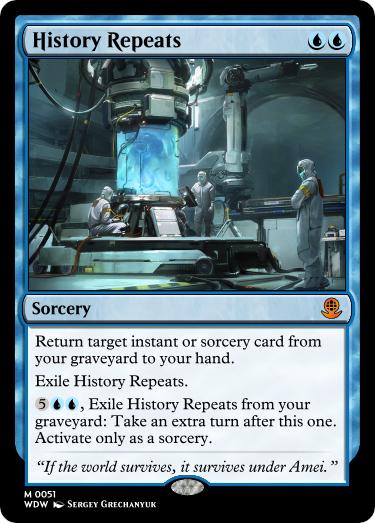 History Repeats
Sorcery
Return target instant or sorcery card from
your graveyard to your hand.
Exile History Repeats.
5, Exile History Repeats from your
graveyard: Take an extra turn after this one.
Activate only as a sorcery.
“If the world survives, it survives under Amei.”
M 0051
WDW Sergey Grechanyuk